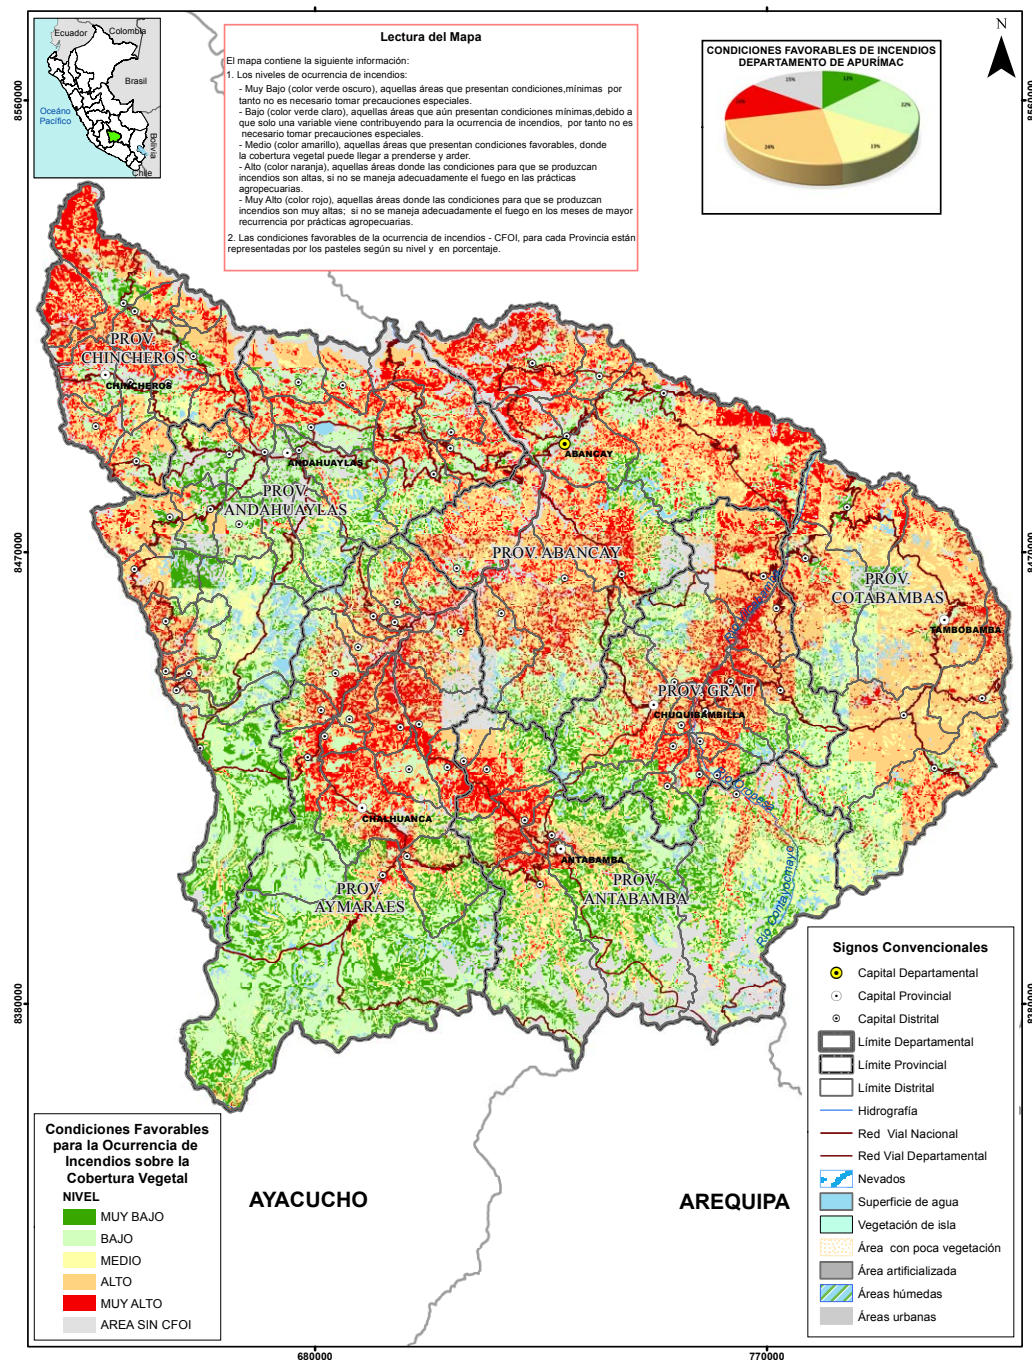 Ecuador
Colombia
Brasil
Oceáno
Pacífico
Bolivia
Chile
Lectura del Mapa
El mapa contiene la siguiente información:
1. Los niveles de ocurrencia de incendios:
- Muy Bajo (color verde oscuro), aquellas áreas que presentan condiciones,mínimas por
tanto no es necesario tomar precauciones especiales.
- Bajo (color verde claro), aquellas áreas que aún presentan condiciones mínimas,debido a
que solo una variable viene contribuyendo para la ocurrencia de incendios, por tanto no es
necesario tomar precauciones especiales.
- Medio (color amarillo), aquellas áreas que presentan condiciones favorables, donde
la cobertura vegetal puede llegar a prenderse y arder.
- Alto (color naranja), aquellas áreas donde las condiciones para que se produzcan
incendios son altas, si no se maneja adecuadamente el fuego en las prácticas
agropecuarias.
- Muy Alto (color rojo), aquellas áreas donde las condiciones para que se produzcan
incendios son muy altas; si no se maneja adecuadamente el fuego en los meses de mayor
recurrencia por prácticas agropecuarias.
2. Las condiciones favorables de la ocurrencia de incendios - CFOI, para cada Provincia están
representadas por los pasteles según su nivel y en porcentaje.
N
CONDICIONES FAVORABLES DE INCENDIOS
DEPARTAMENTO DE APURÍMAC
15%
12%
22%
13%
24%
8560000
8560000
PROV.
CHINCHEROS
CHINCHEROS
ANDAHUAYLAS
PROV.
ANDAHUAYLAS
ABANCAY
PROV. ABANCAY
8470000
8470000
PROV.
COTABAMBAS
TAMBOBAMBA
PROV. GRAU
CHUQUIBAMBILLA
CHALHUANCA
ANTABAMBA
PROV.
ANTABAMBA
PROV.
AYMARAES
Río Coñayocmayo
8380000
8380000
Signos Convencionales
Capital Departamental
Capital Provincial
Capital Distrital
Límite Departamental
Límite Provincial
Límite Distrital
Hidrografía
Red Vial Nacional
Red Vial Departamental
Nevados
Superficie de agua
Vegetación de isla
Área con poca vegetación
Área artificializada
Áreas húmedas
Áreas urbanas
Condiciones Favorables
para la Ocurrencia de
Incendios sobre la
Cobertura Vegetal
NIVEL
MUY BAJO
BAJO
MEDIO
ALTO
MUY ALTO
AREA SIN CFOI
AYACUCHO
AREQUIPA
680000
770000